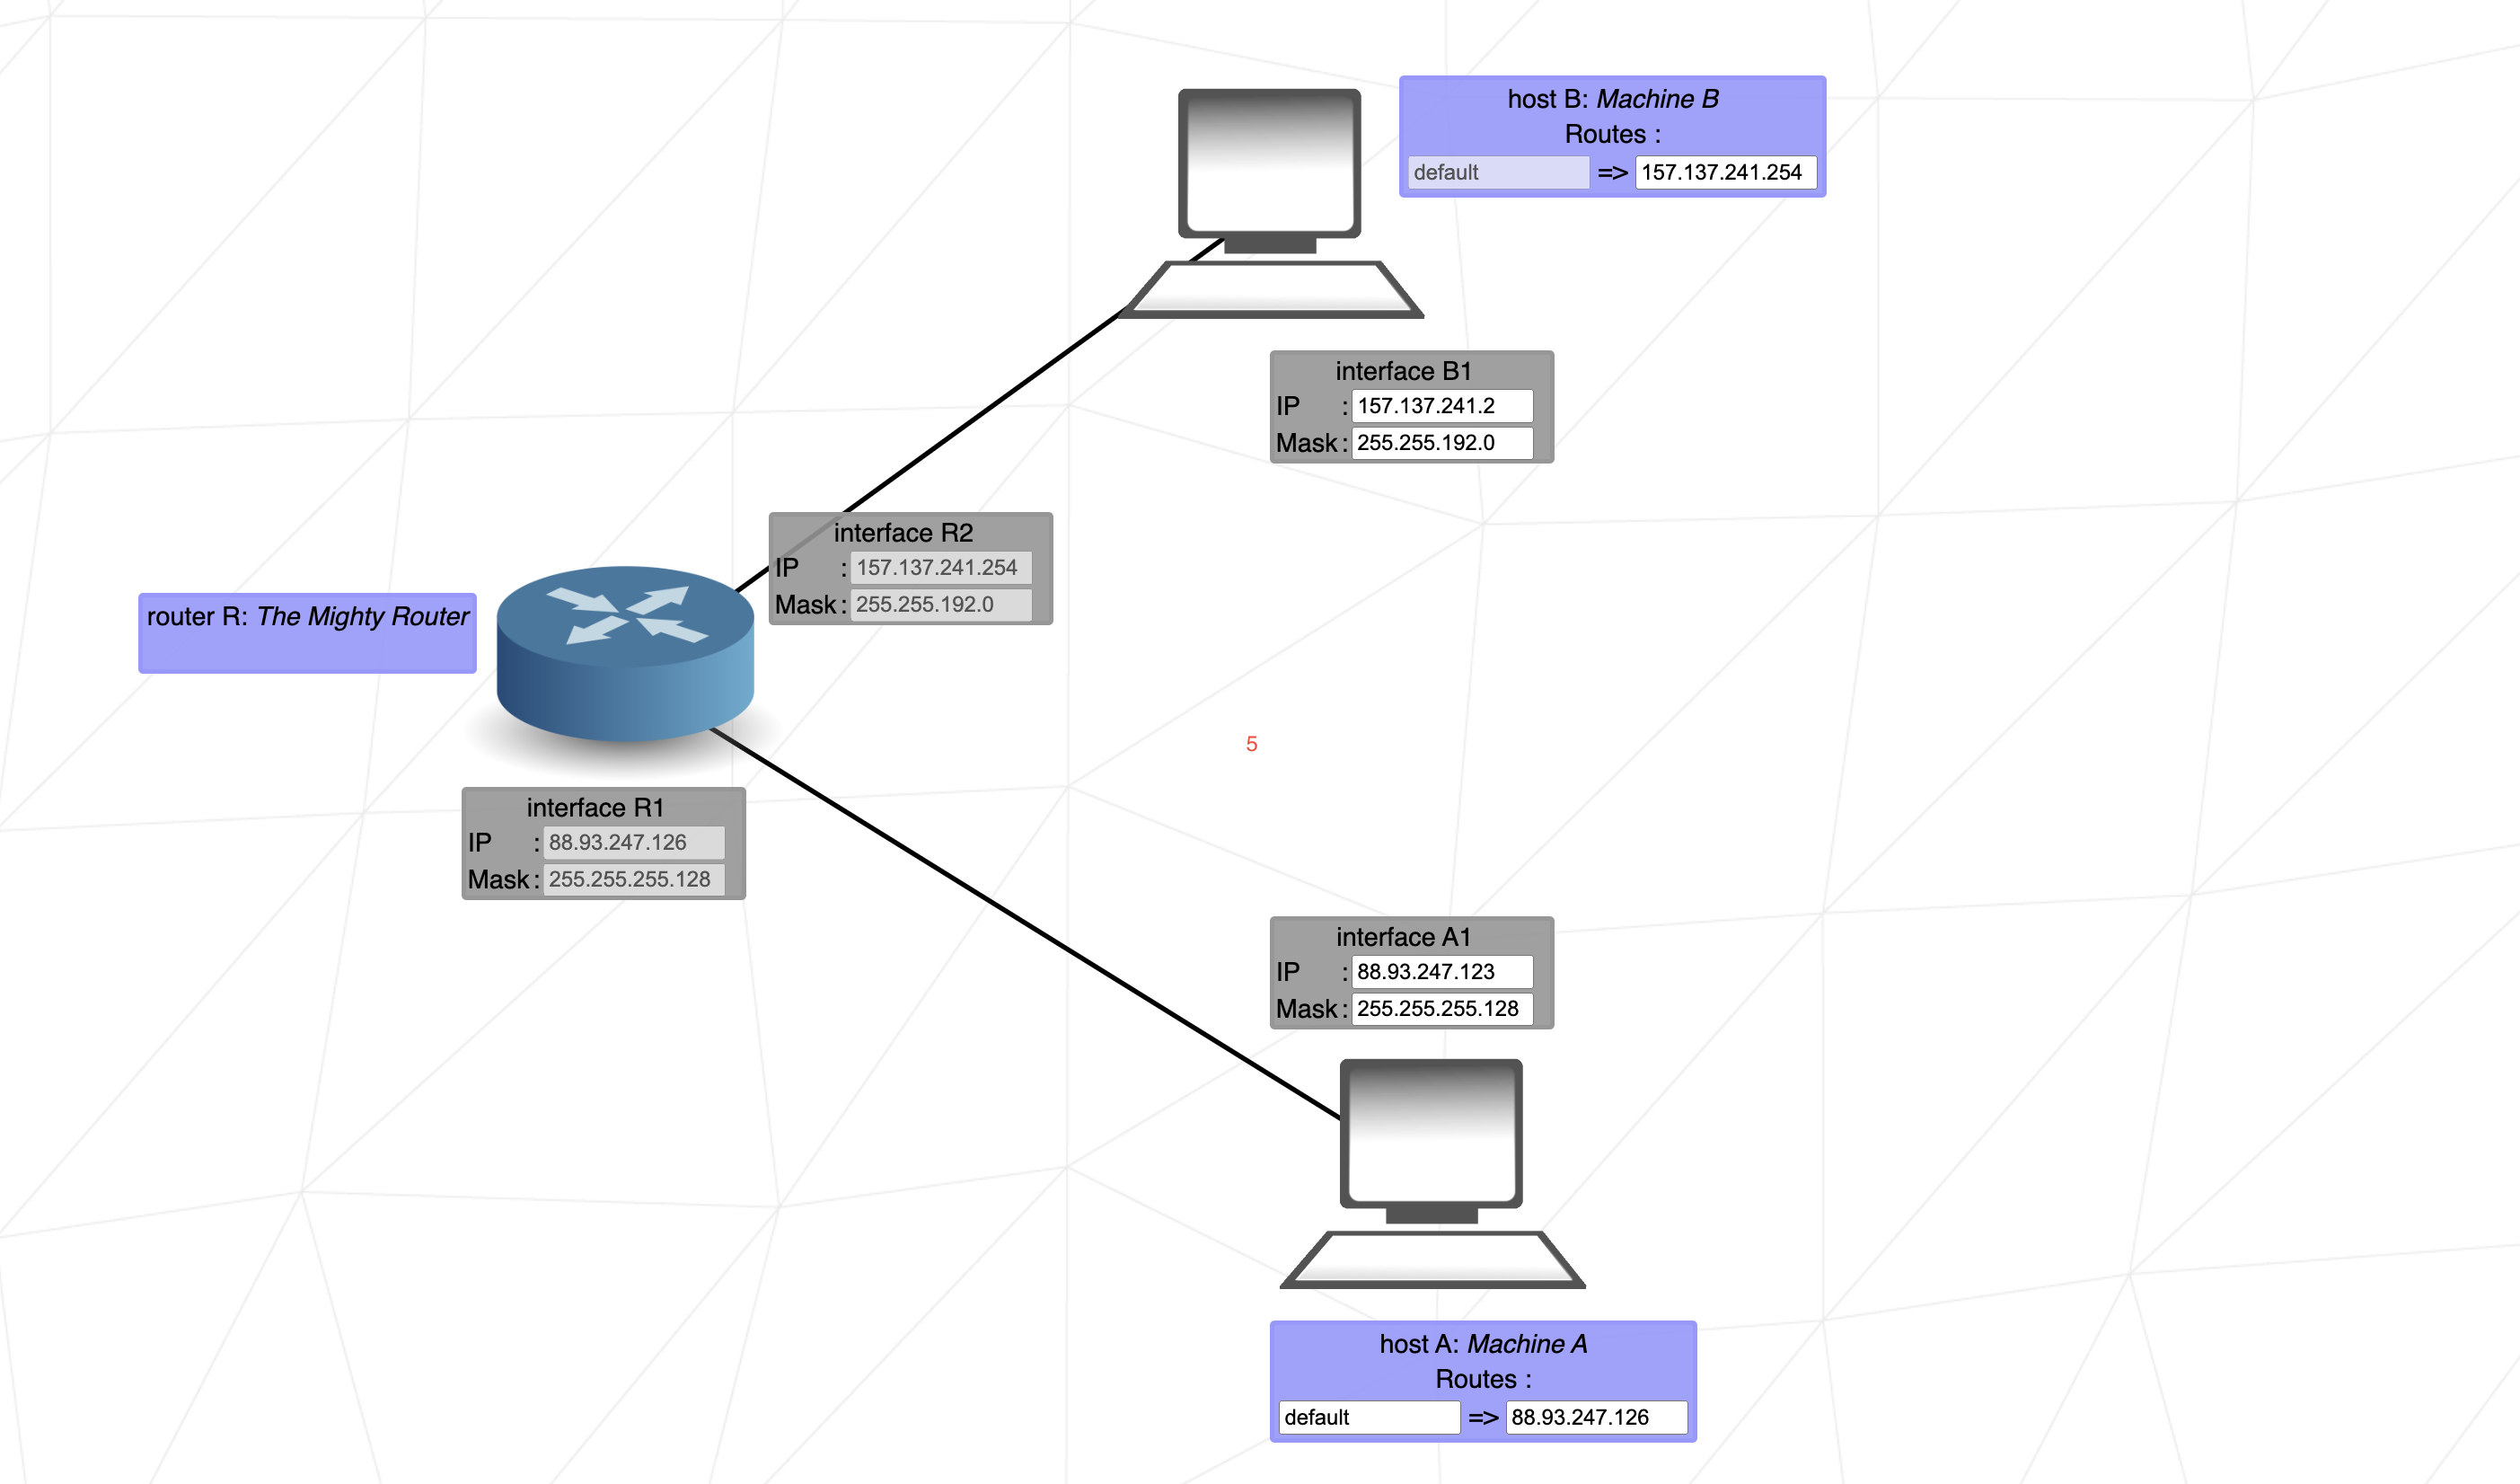 host B: Machine B
Routes :
default => 157.137.241.254
interface B1
IP : 157.137.241.2
Mask : 255.255.192.0
interface R2
IP : 157.137.241.254
Mask : 255.255.192.0
router R: The Mighty Router
5
interface R1
IP : 88.93.247.126
Mask : 255.255.255.128
interface A1
IP : 88.93.247.123
Mask : 255.255.255.128
host A: Machine A
Routes :
default => 88.93.247.126